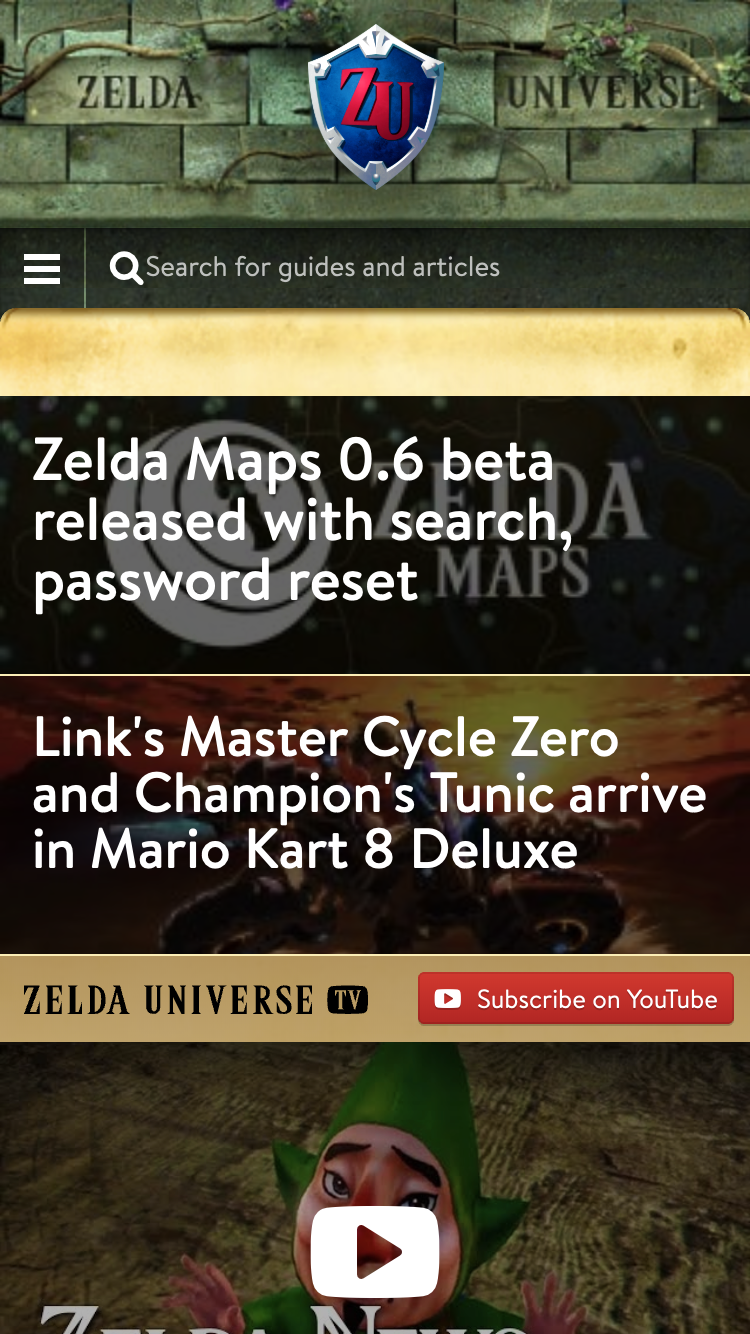 ZELDA
ZU
UNIVERSE
Search for guides and articles
ZELDA
MAPS
Zelda Maps 0.6 beta
released with search,
password reset
Link's Master Cycle Zero
and Champion's Tunic arrive
in Mario Kart 8 Deluxe
ZELDA UNIVERSE TV
Subscribe on YouTube
ZELDA NEWS